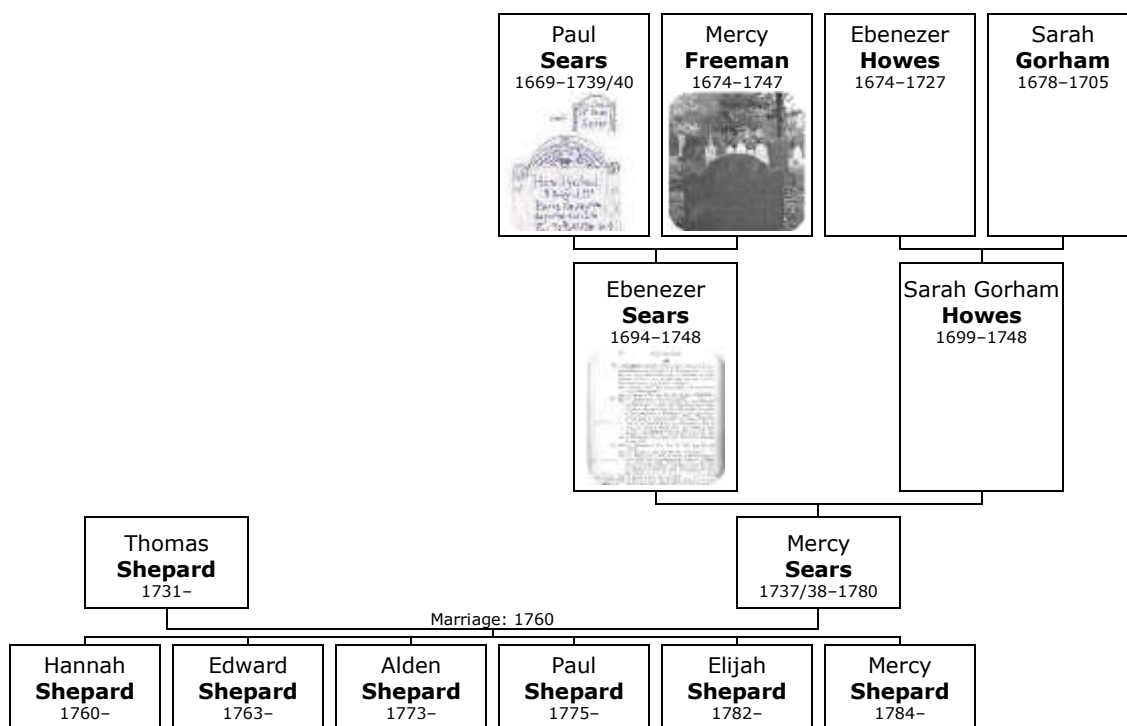 Paul
Sears
1669–1739/40
Mercy
Freeman
1674–1747
Ebenezer
Howes
1674–1727
Sarah
Gorham
1678–1705
Ebenezer
Sears
1694–1748
Sarah Gorham
Howes
1699–1748
Thomas
Shepard
1731–
Mercy
Sears
1737/38–1780
Marriage: 1760
Hannah
Shepard
1760–
Edward
Shepard
1763–
Alden
Shepard
1773–
Paul
Shepard
1775–
Elijah
Shepard
1782–
Mercy
Shepard
1784–